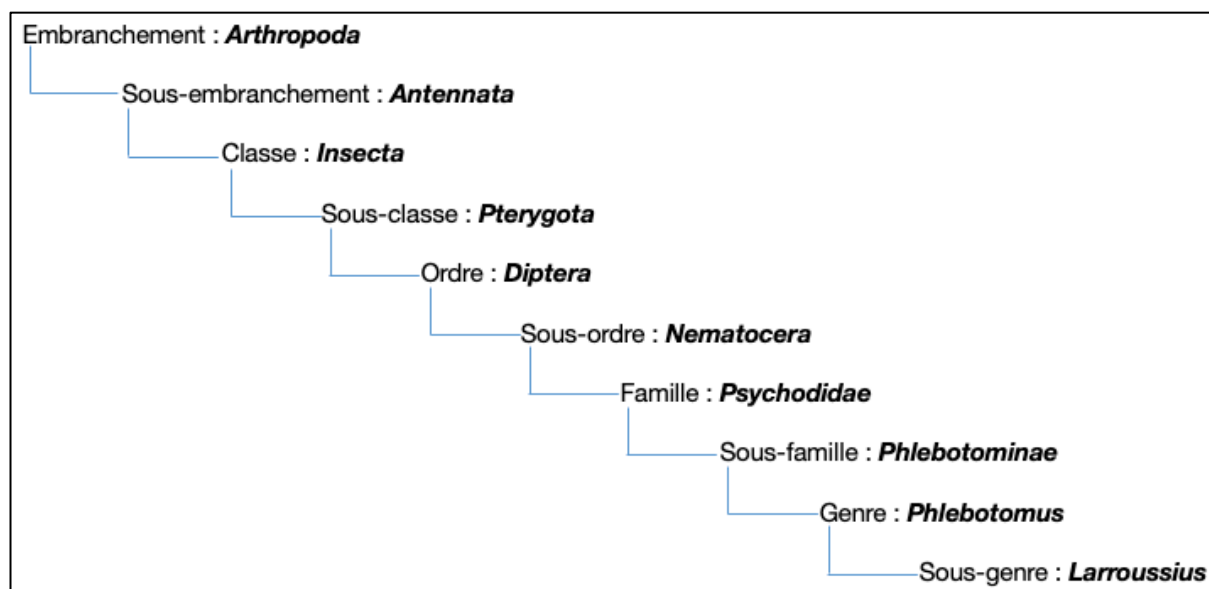 Embranchement : Arthropoda
Sous-embranchement : Antennata
Classe : Insecta
Sous-classe : Pterygota
Ordre : Diptera
Sous-ordre : Nematocera
Famille : Psychodidae
Sous-famille : Phlebotominae
Genre : Phlebotomus
Sous-genre : Larroussius